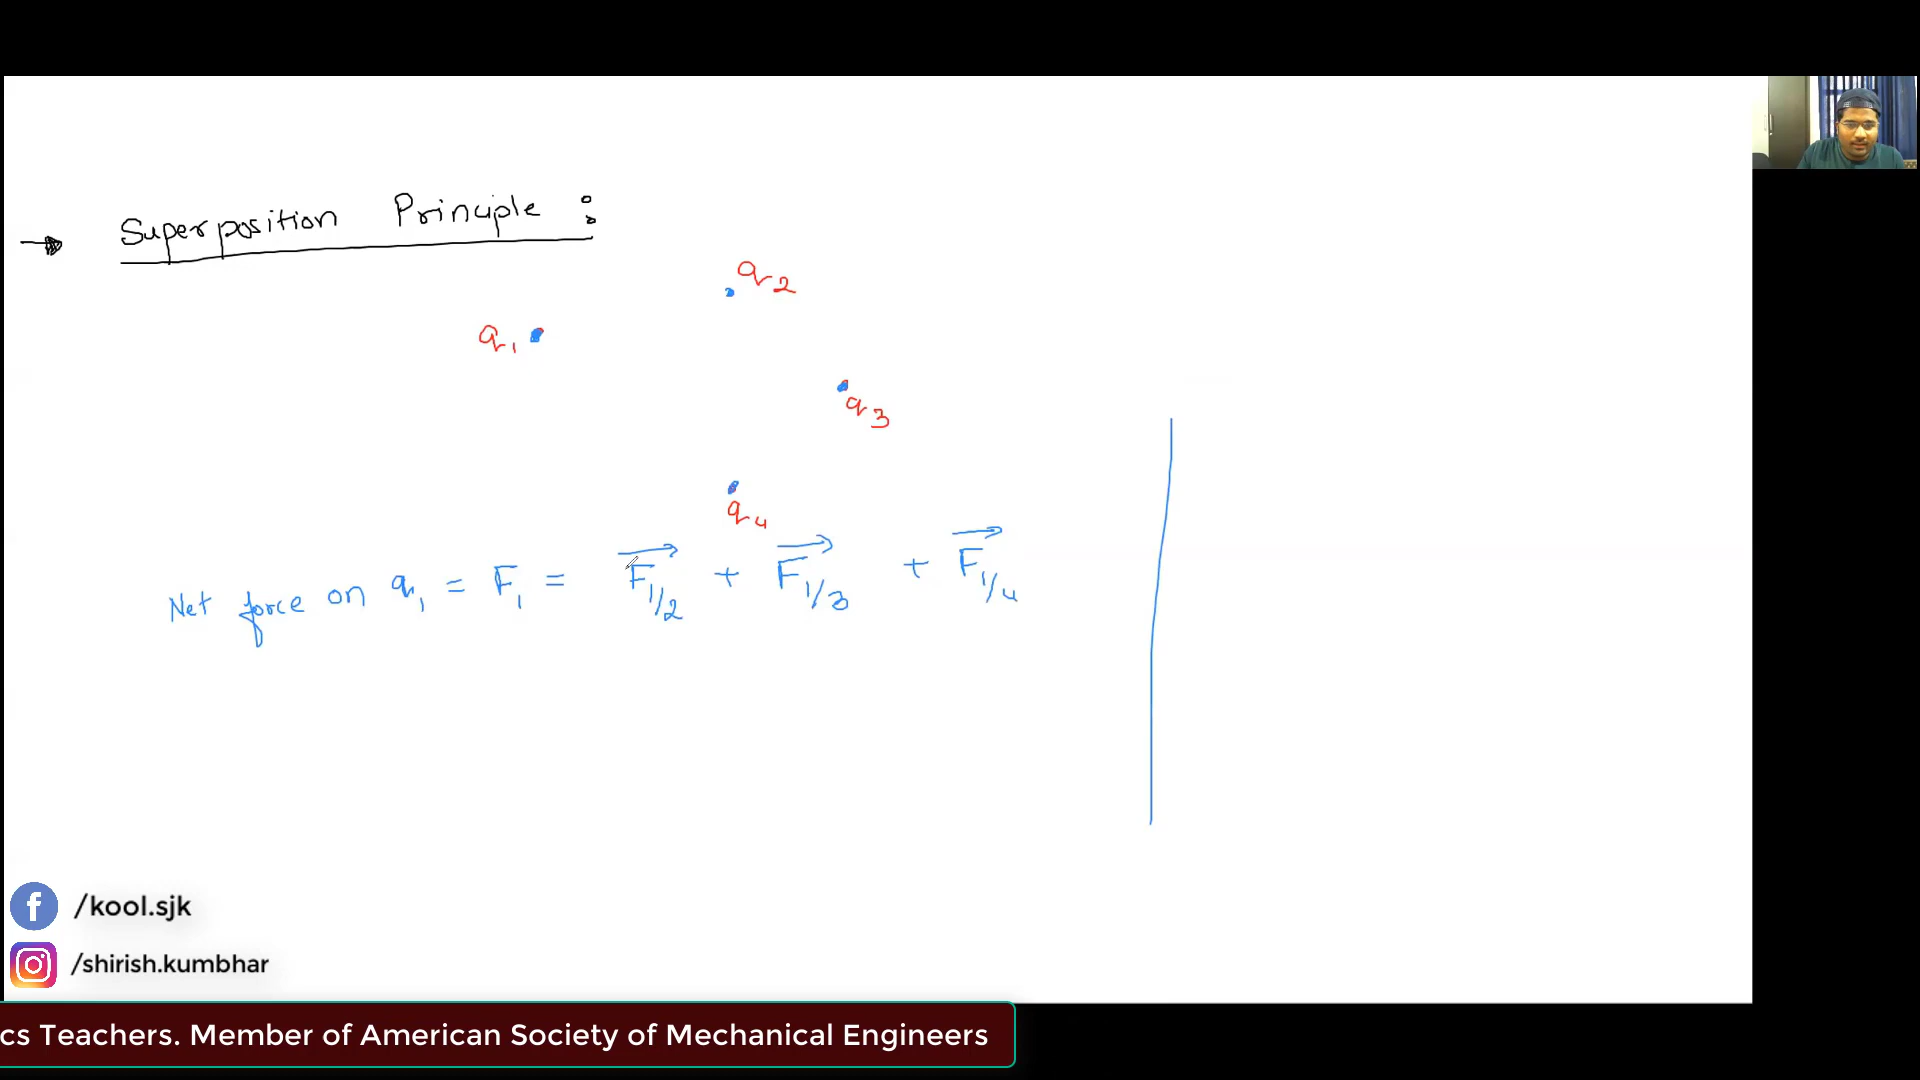 Superposition Principle :
q2
q1
q3
q4
Net force on q1 = F1 = F1/2 + F1/3 + F1/4
/kool.sjk
/shirish.kumbhar
cs Teachers. Member of American Society of Mechanical Engineers